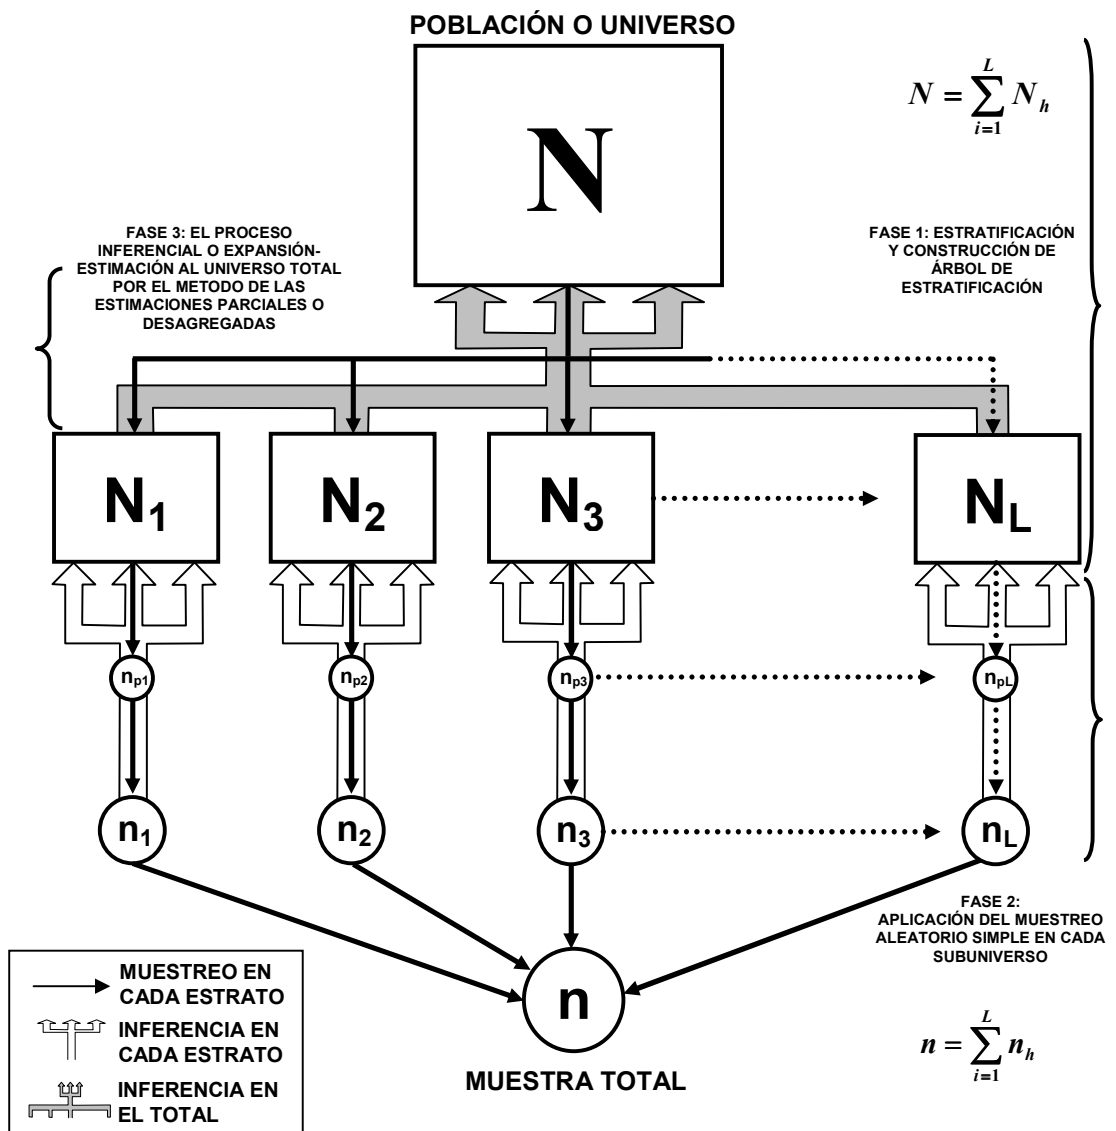 POBLACIÓN O UNIVERSO
N
N = \sum_{i=1}^{L} N_h
FASE 3: EL PROCESO
INFERENCIAL O EXPANSIÓN-
ESTIMACIÓN AL UNIVERSO TOTAL
POR EL METODO DE LAS
ESTIMACIONES PARCIALES O
DESAGREGADAS
FASE 1: ESTRATIFICACIÓN
Y CONSTRUCCIÓN DE
ÁRBOL DE
ESTRATIFICACIÓN
N1 N2 N3 NL
np1 np2 np3 npL
n1 n2 n3 nL
FASE 2:
APLICACIÓN DEL MUESTREO
ALEATORIO SIMPLE EN CADA
SUBUNIVERSO
n
MUESTRA TOTAL
n = \sum_{i=1}^{L} n_h
MUESTREO EN
CADA ESTRATO
INFERENCIA EN
CADA ESTRATO
INFERENCIA EN
EL TOTAL